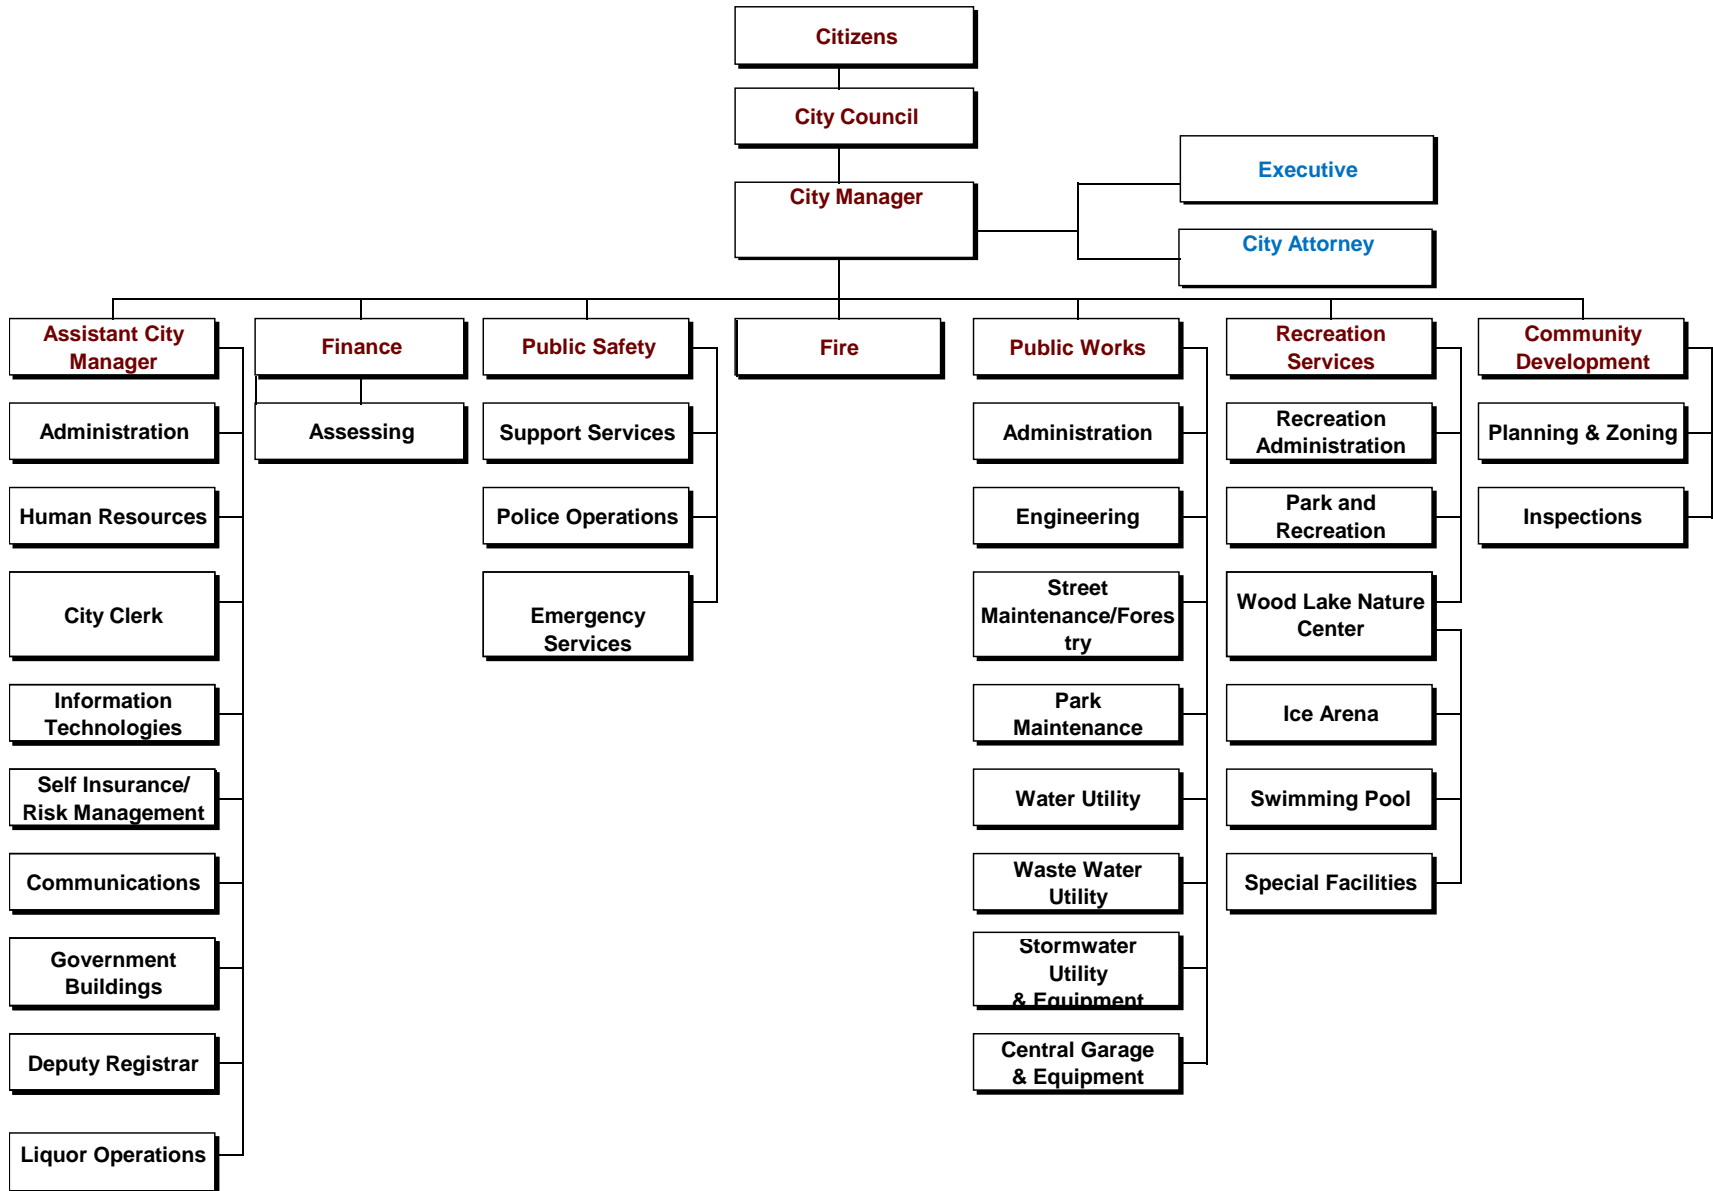 Citizens
City Council
City Manager
Executive
City Attorney
Assistant City
Manager
Finance
Public Safety
Fire
Public Works
Recreation
Services
Community
Development
Administration
Assessing
Support Services
Administration
Recreation
Administration
Planning & Zoning
Human Resources
Police Operations
Engineering
Park and
Recreation
Inspections
City Clerk
Emergency
Services
Street
Maintenance/Fores
try
Wood Lake Nature
Center
Information
Technologies
Park
Maintenance
Ice Arena
Self Insurance/
Risk Management
Water Utility
Swimming Pool
Communications
Waste Water
Utility
Special Facilities
Government
Buildings
Stormwater
Utility
& Equipment
Deputy Registrar
Central Garage
& Equipment
Liquor Operations